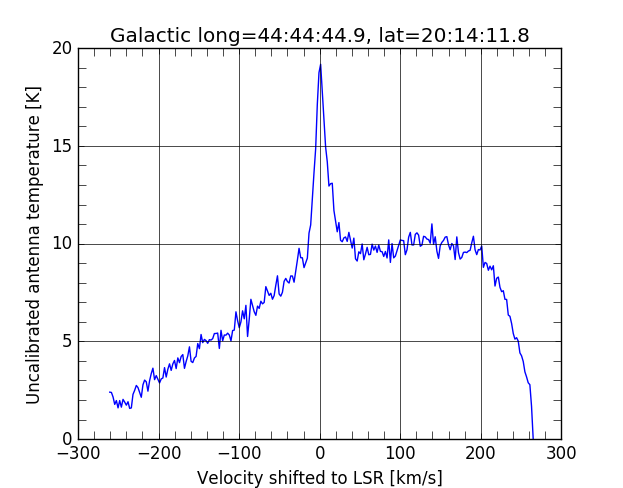 Galactic long=44:44:44.9, lat=20:14:11.8
Uncalibrated antenna temperature [K]
20
15
10
5
0
−300 −200 −100 0 100 200 300
Velocity shifted to LSR [km/s]